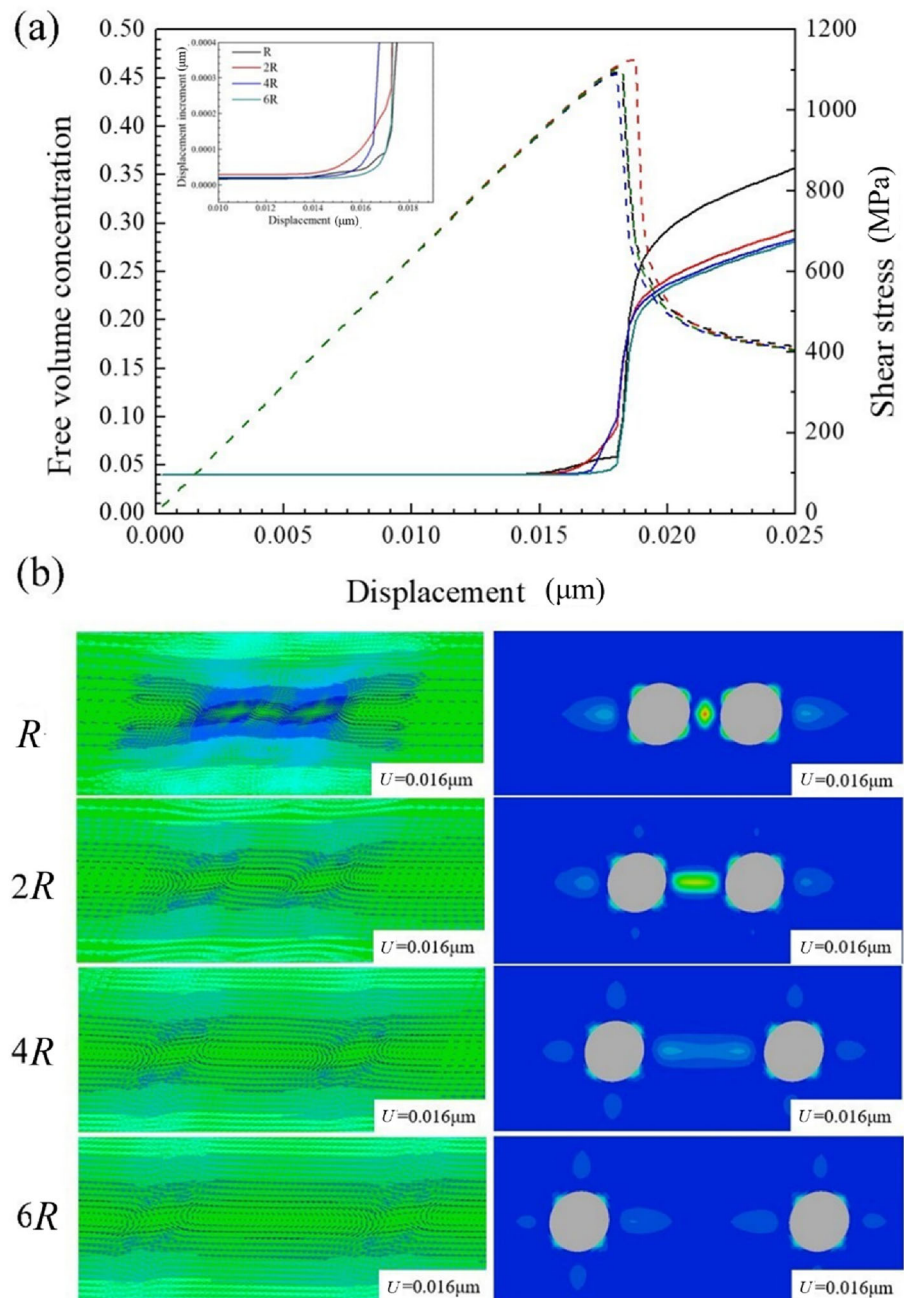 (a)
Free volume concentration
0.50
0.45
0.40
0.35
0.30
0.25
0.20
0.15
0.10
0.05
0.00
0.000
0.005
0.010
0.015
0.020
0.025
1200
1000
800
600
400
200
0
Shear stress (MPa)
Displacement increment (μm)
0.0004
0.0003
0.0002
0.0001
0.0000
R
2R
4R
6R
0.010
0.012
0.014
0.016
0.018
Displacement (μm)
Displacement (μm)
(b)
R
U=0.016μm
U=0.016μm
2R
U=0.016μm
U=0.016μm
4R
U=0.016μm
U=0.016μm
6R
U=0.016μm
U=0.016μm